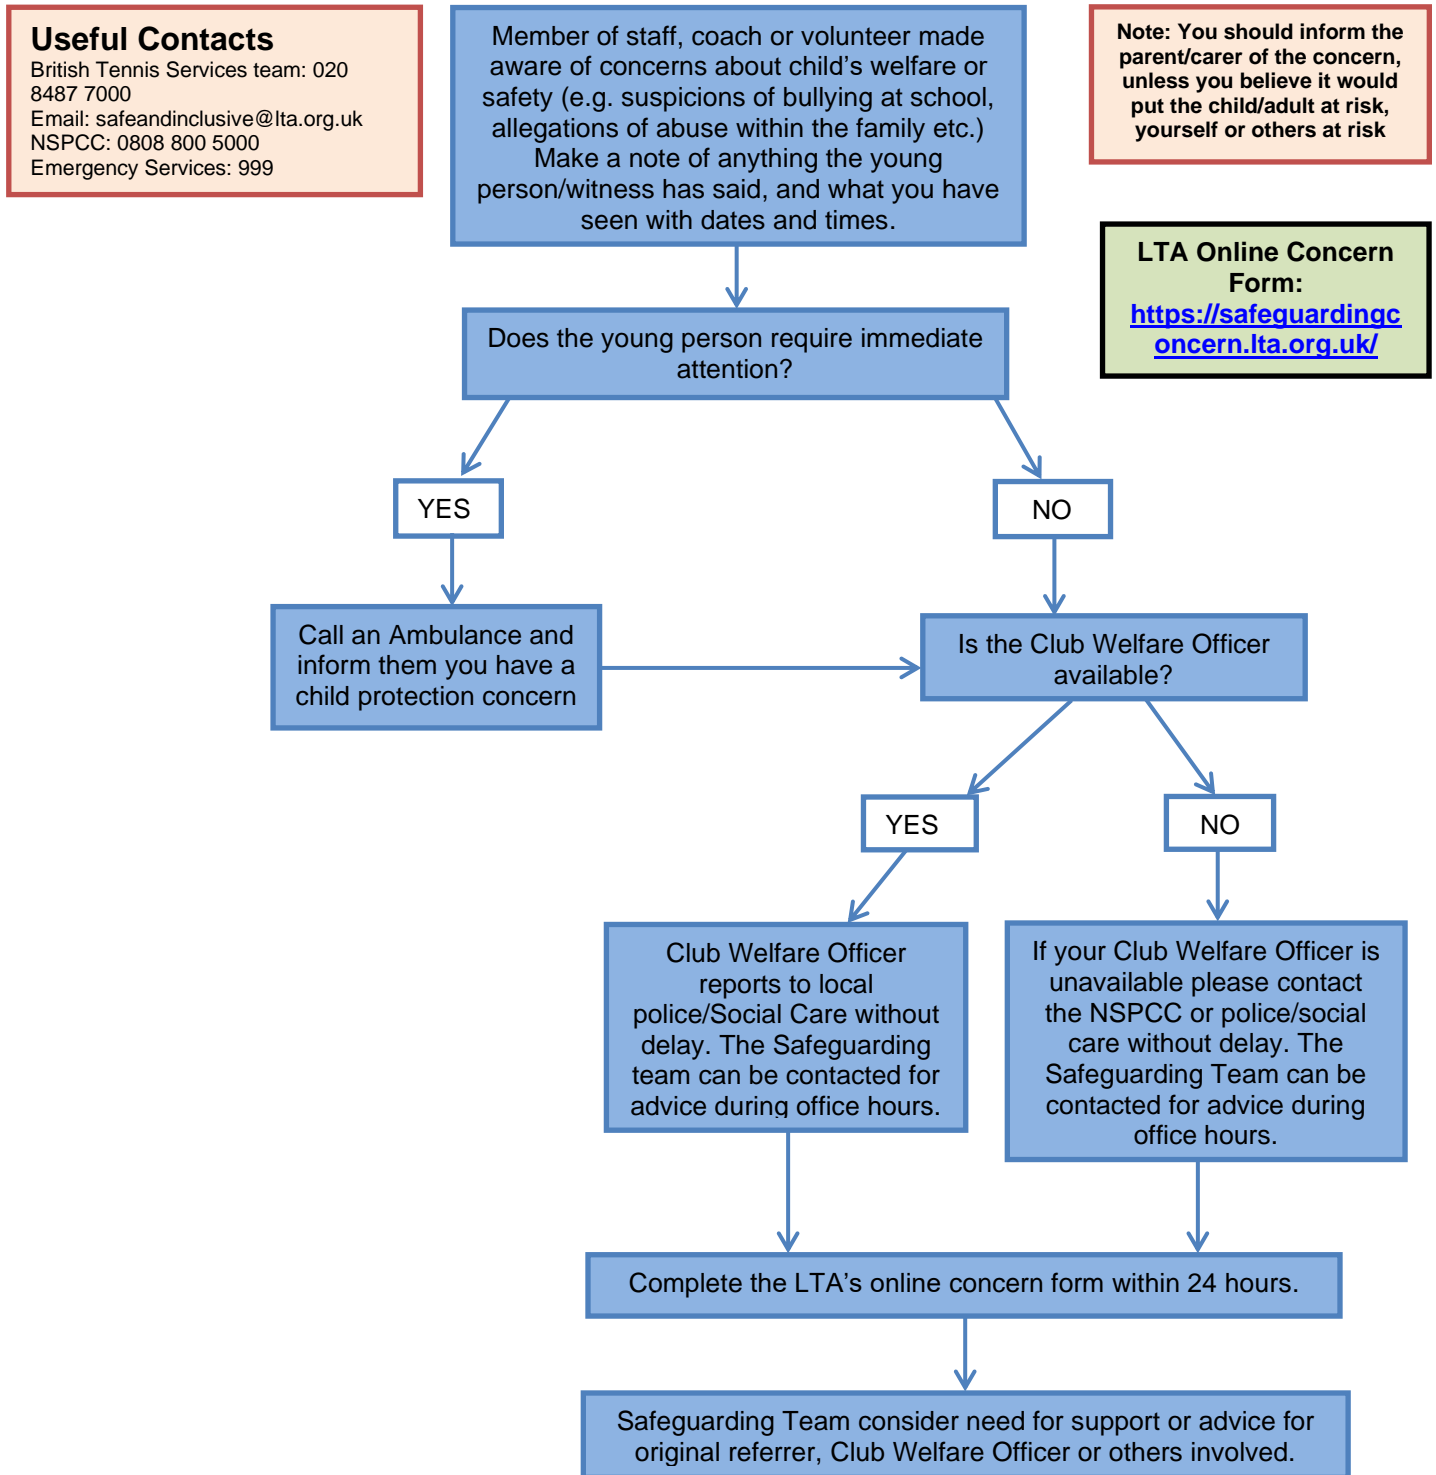 Useful Contacts
British Tennis Services team: 020
8487 7000
Email: safeandinclusive@lta.org.uk
NSPCC: 0808 800 5000
Emergency Services: 999
Member of staff, coach or volunteer made
aware of concerns about child’s welfare or
safety (e.g. suspicions of bullying at school,
allegations of abuse within the family etc.)
Make a note of anything the young
person/witness has said, and what you have
seen with dates and times.
Note: You should inform the
parent/carer of the concern,
unless you believe it would
put the child/adult at risk,
yourself or others at risk
LTA Online Concern
Form:
https://safeguardingc
oncern.lta.org.uk/
Does the young person require immediate
attention?
YES
NO
Call an Ambulance and
inform them you have a
child protection concern
Is the Club Welfare Officer
available?
YES
NO
Club Welfare Officer
reports to local
police/Social Care without
delay. The Safeguarding
team can be contacted for
advice during office hours.
If your Club Welfare Officer is
unavailable please contact
the NSPCC or police/social
care without delay. The
Safeguarding Team can be
contacted for advice during
office hours.
Complete the LTA’s online concern form within 24 hours.
Safeguarding Team consider need for support or advice for
original referrer, Club Welfare Officer or others involved.